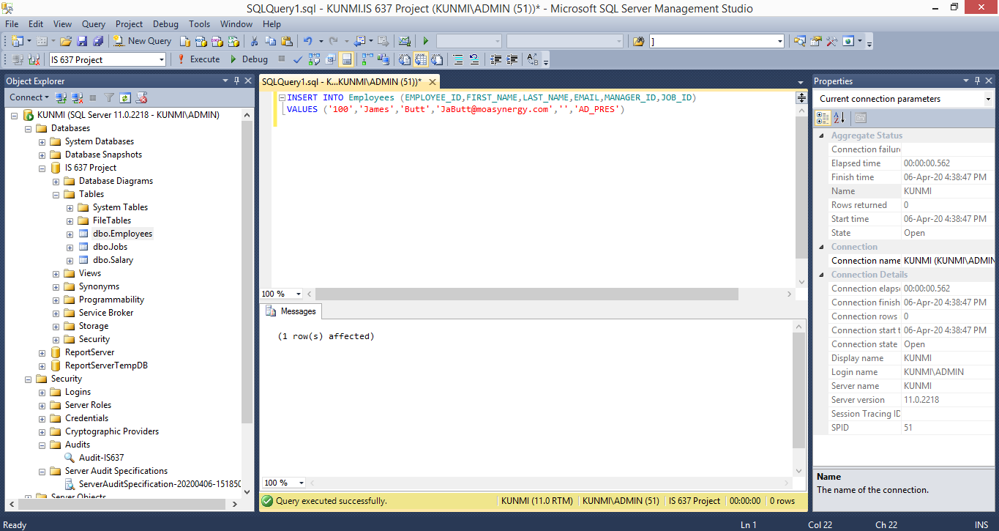 SQLQuery1.sql - KUNMI.IS 637 Project (KUNMI\ADMIN (51))* - Microsoft SQL Server Management Studio
File Edit View Query Project Debug Tools Window Help
New Query ]
IS 637 Project Execute Debug
Object Explorer
Connect
KUNMI (SQL Server 11.0.2218 - KUNMI\ADMIN)
Databases
System Databases
Database Snapshots
IS 637 Project
Database Diagrams
Tables
System Tables
FileTables
dbo.Employees
dbo.Jobs
dbo.Salary
Views
Synonyms
Programmability
Service Broker
Storage
Security
ReportServer
ReportServerTempDB
Security
Logins
Server Roles
Credentials
Cryptographic Providers
Audits
Audit-IS637
Server Audit Specifications
ServerAuditSpecification-20200406-151850
Server Objects
SQLQuery1.sql - K...KUNMI\ADMIN (51))*
INSERT INTO Employees (EMPLOYEE_ID,FIRST_NAME,LAST_NAME,EMAIL,MANAGER_ID,JOB_ID)
VALUES ('100','James','Butt','JaButt@moasynergy.com','','AD_PRES')
100 %
Messages
(1 row(s) affected)
100 %
Query executed successfully. KUNMI (11.0 RTM) KUNMI\ADMIN (51) IS 637 Project 00:00:00 0 rows
Properties
Current connection parameters
Aggregate Status
Connection failure
Elapsed time 00:00:00.562
Finish time 06-Apr-20 4:38:47 PM
Name KUNMI
Rows returned 0
Start time 06-Apr-20 4:38:47 PM
State Open
Connection
Connection name KUNMI (KUNMI\ADMIN
Connection Details
Connection elapse 00:00:00.562
Connection finish 06-Apr-20 4:38:47 PM
Connection rows 0
Connection start t 06-Apr-20 4:38:47 PM
Connection state Open
Display name KUNMI
Login name KUNMI\ADMIN
Server name KUNMI
Server version 11.0.2218
Session Tracing ID
SPID 51
Name
The name of the connection.
Ready Ln 1 Col 22 Ch 22 INS